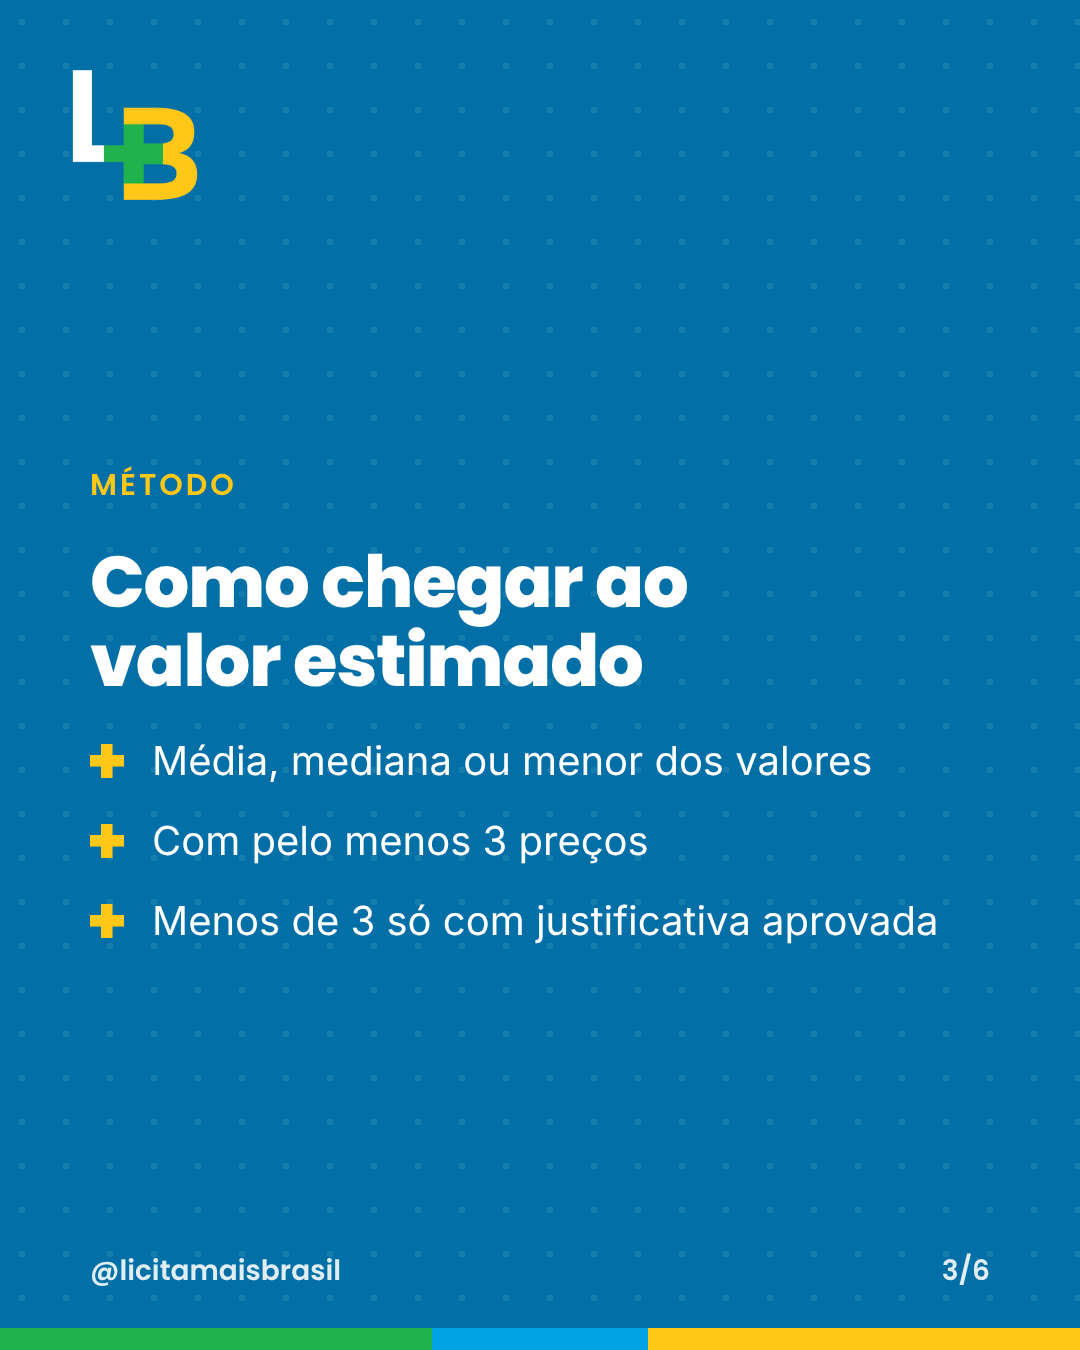 L+B
MÉTODO
Como chegar ao
valor estimado
Média, mediana ou menor dos valores
Com pelo menos 3 preços
Menos de 3 só com justificativa aprovada
@licitamaisbrasil
3/6